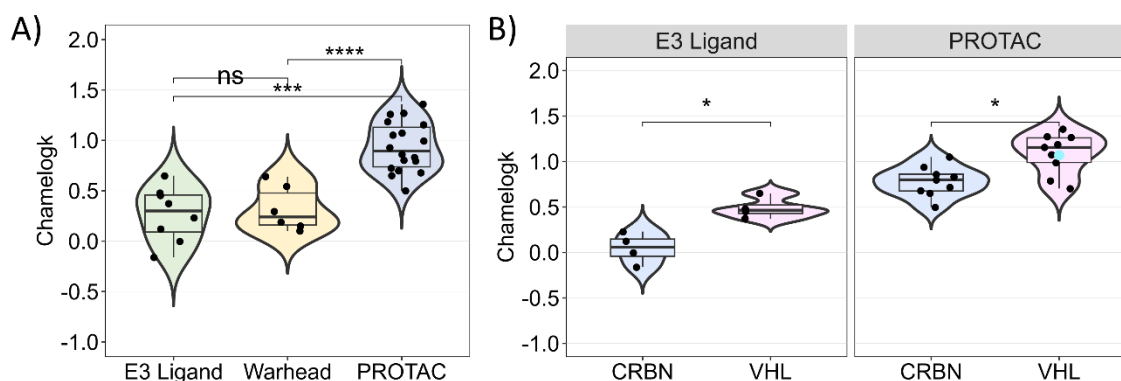 A)
Chamelogk
2.0
1.5
1.0
0.5
0.0
-0.5
-1.0
ns
****
***
E3 Ligand Warhead PROTAC
B)
E3 Ligand PROTAC
Chamelogk
2.0
1.5
1.0
0.5
0.0
-0.5
-1.0
*
*
CRBN VHL CRBN VHL